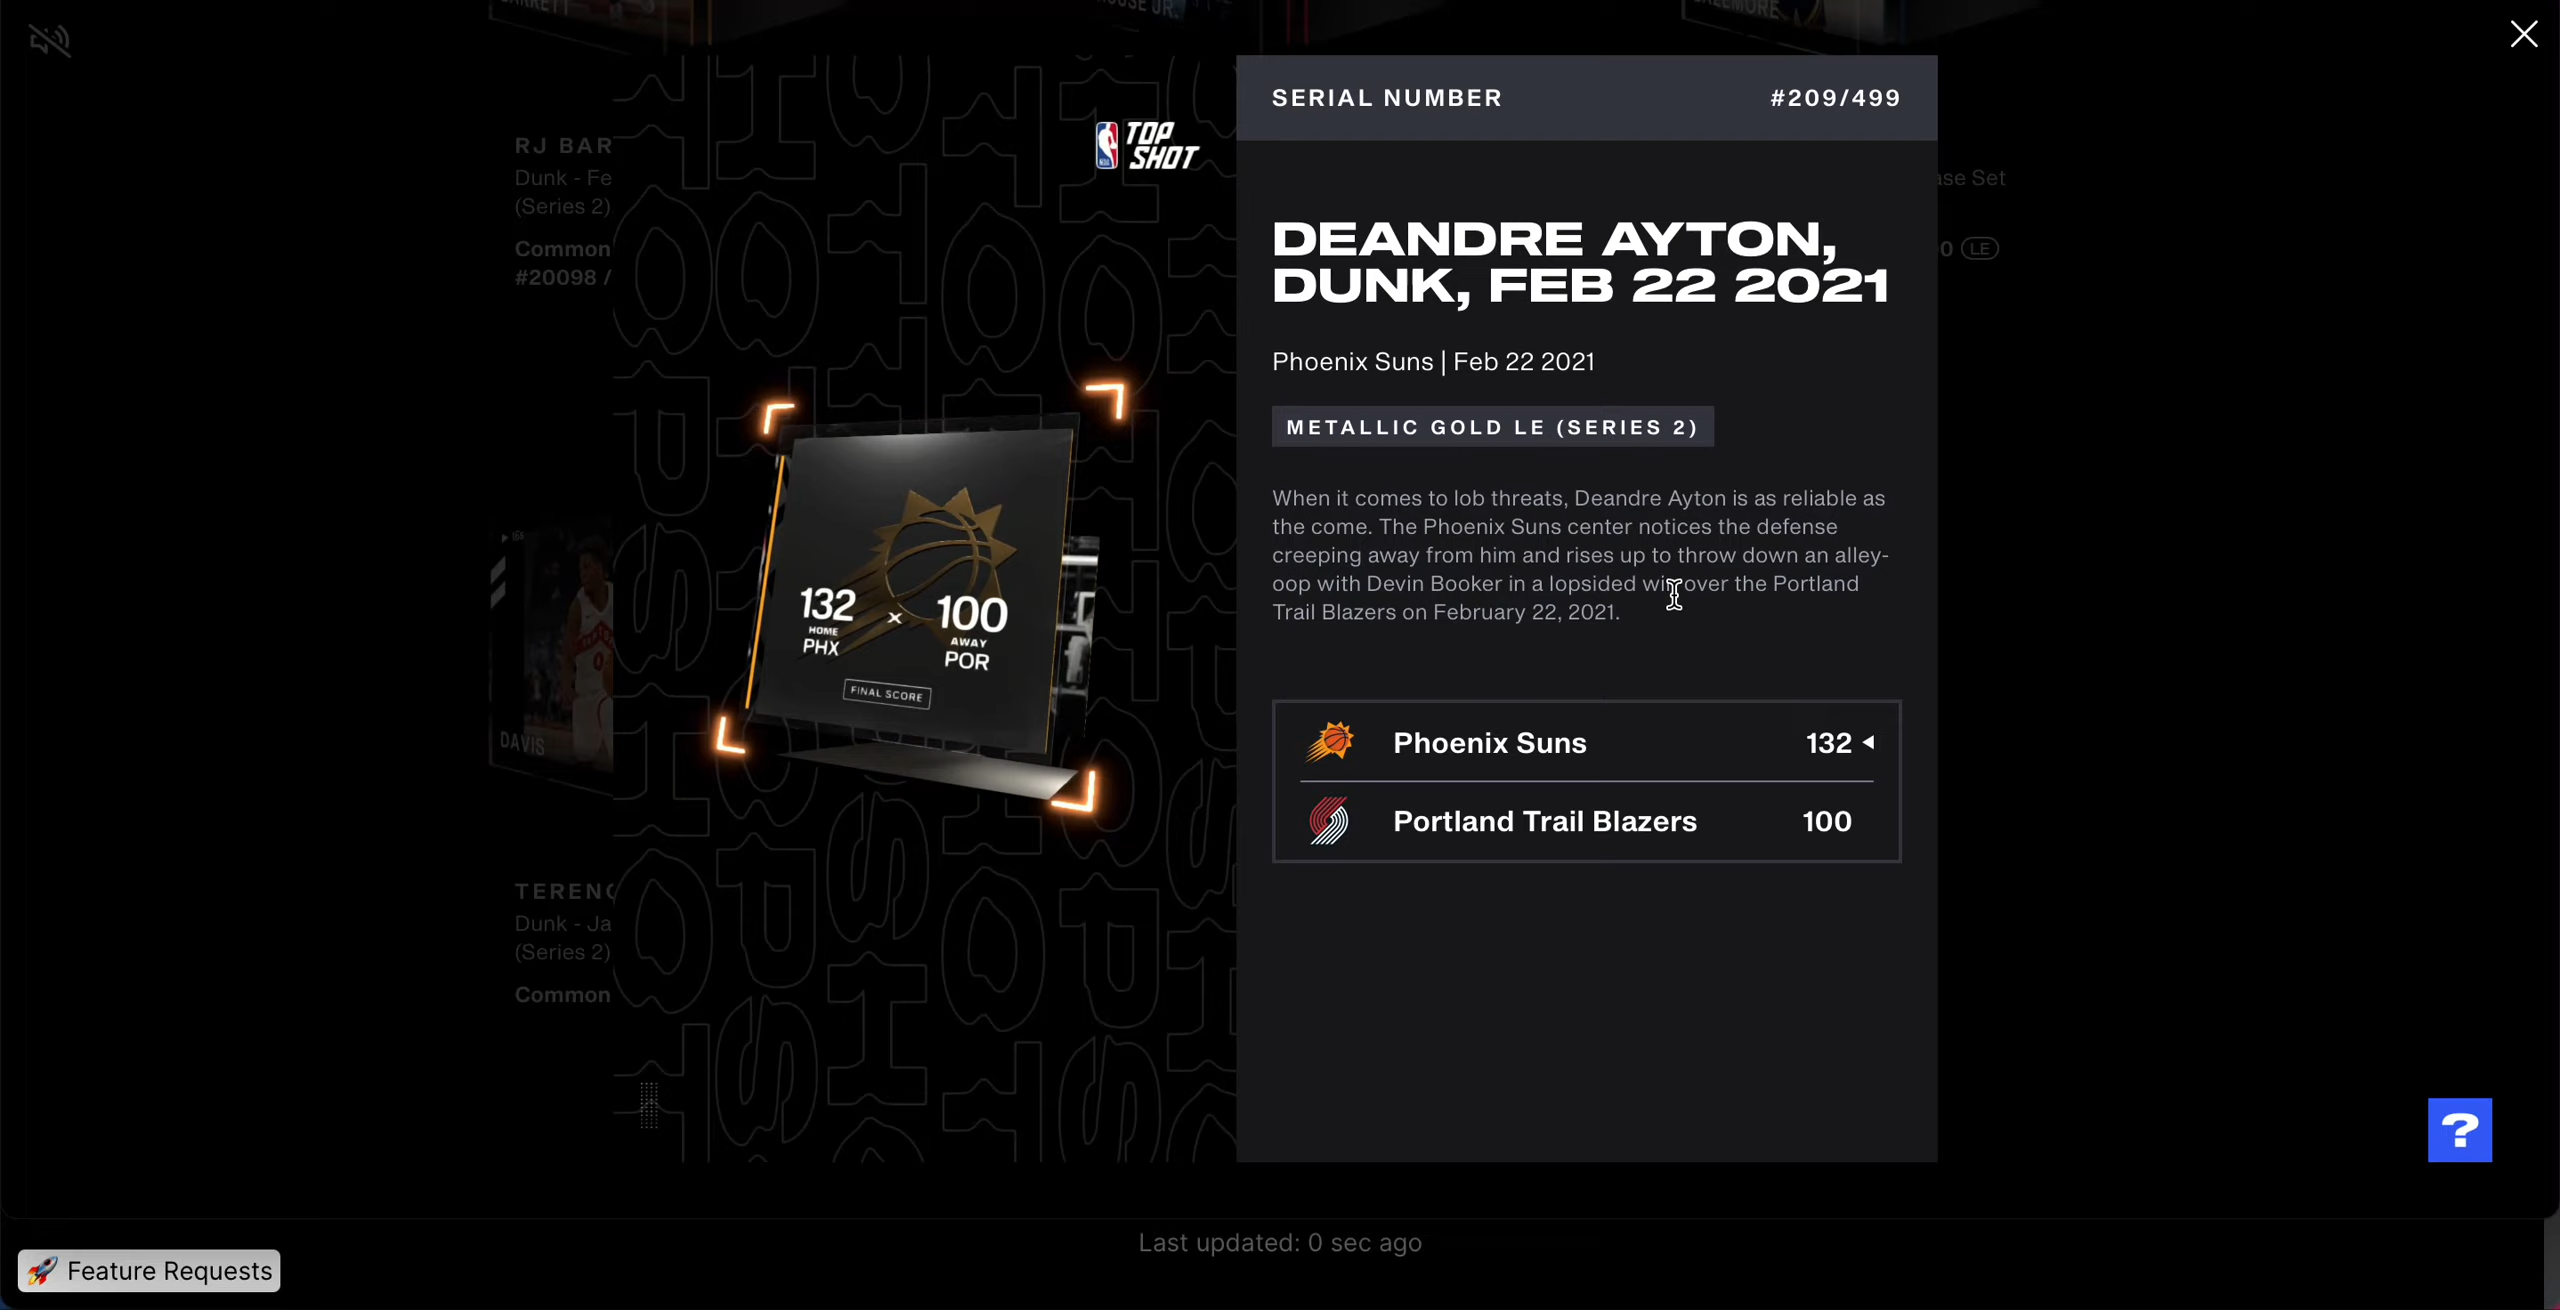 RJ BAR
Dunk - Fe
(Series 2)
Common
#20098 /
DAVIS
TERENC
Dunk - Ja
(Series 2)
Common
TOP
SHOT
132
HOME
PHX
x
100
AWAY
POR
FINAL SCORE
SERIAL NUMBER #209/499
DEANDRE AYTON,
DUNK, FEB 22 2021
Phoenix Suns | Feb 22 2021
METALLIC GOLD LE (SERIES 2)
When it comes to lob threats, Deandre Ayton is as reliable as
the come. The Phoenix Suns center notices the defense
creeping away from him and rises up to throw down an alley-
oop with Devin Booker in a lopsided win over the Portland
Trail Blazers on February 22, 2021.
Phoenix Suns 132
Portland Trail Blazers 100
ase Set
0 LE
?
Last updated: 0 sec ago
🚀 Feature Requests